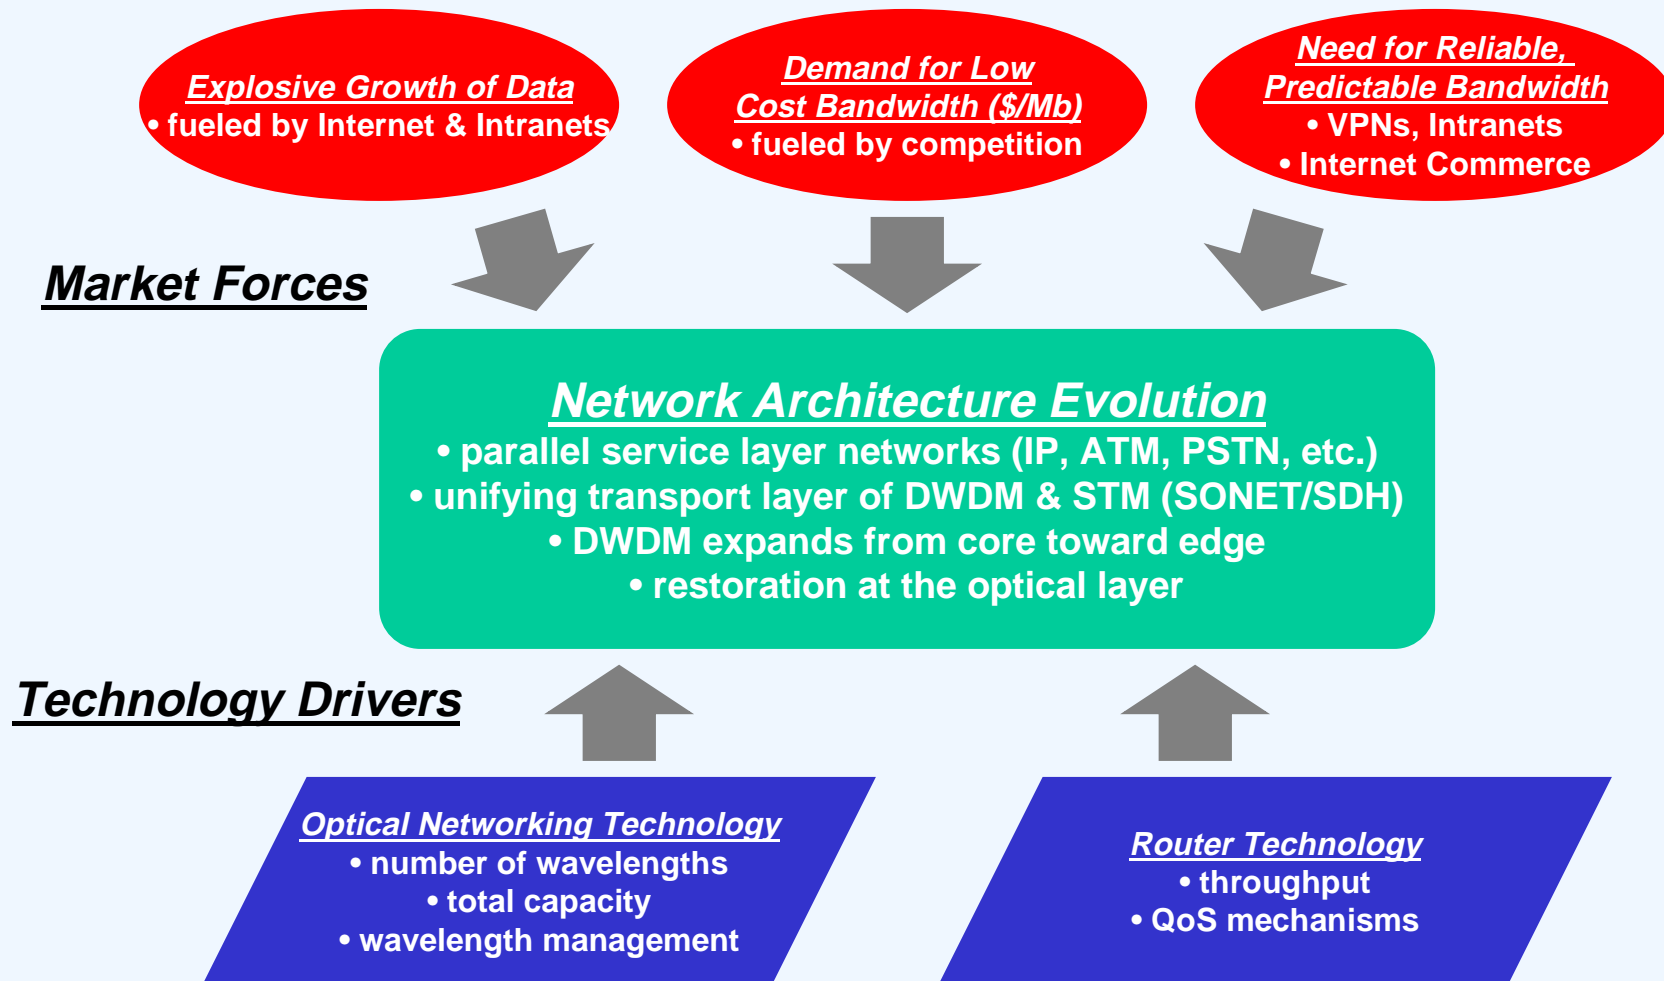 Explosive Growth of Data
• fueled by Internet & Intranets
Demand for Low
Cost Bandwidth ($/Mb)
• fueled by competition
Need for Reliable,
Predictable Bandwidth
• VPNs, Intranets
• Internet Commerce
Market Forces
Network Architecture Evolution
• parallel service layer networks (IP, ATM, PSTN, etc.)
• unifying transport layer of DWDM & STM (SONET/SDH)
• DWDM expands from core toward edge
• restoration at the optical layer
Technology Drivers
Optical Networking Technology
• number of wavelengths
• total capacity
• wavelength management
Router Technology
• throughput
• QoS mechanisms